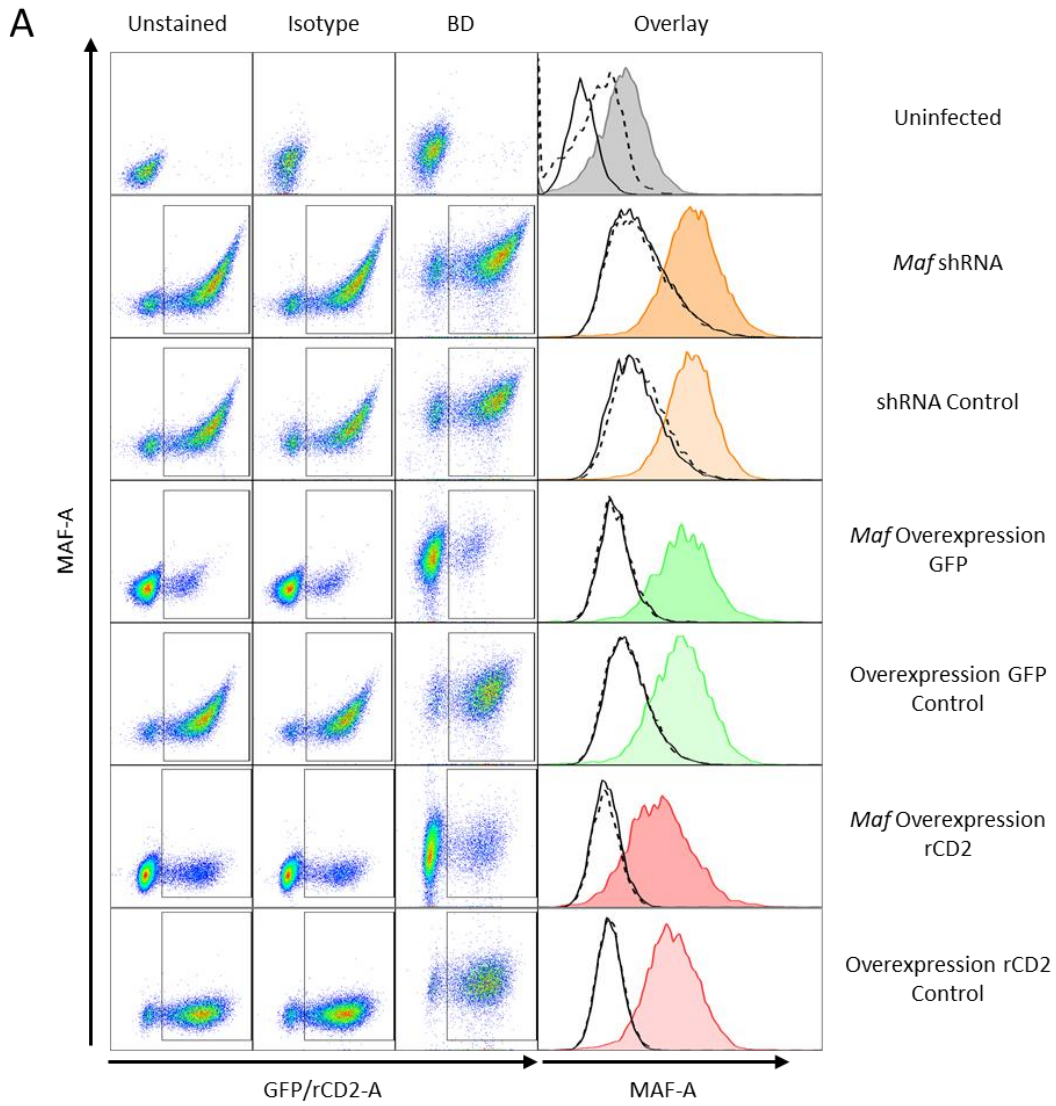 A
Unstained
Isotype
BD
Overlay
Uninfected
Maf shRNA
shRNA Control
Maf Overexpression
GFP
Overexpression GFP
Control
Maf Overexpression
rCD2
Overexpression rCD2
Control
MAF-A
GFP/rCD2-A
MAF-A